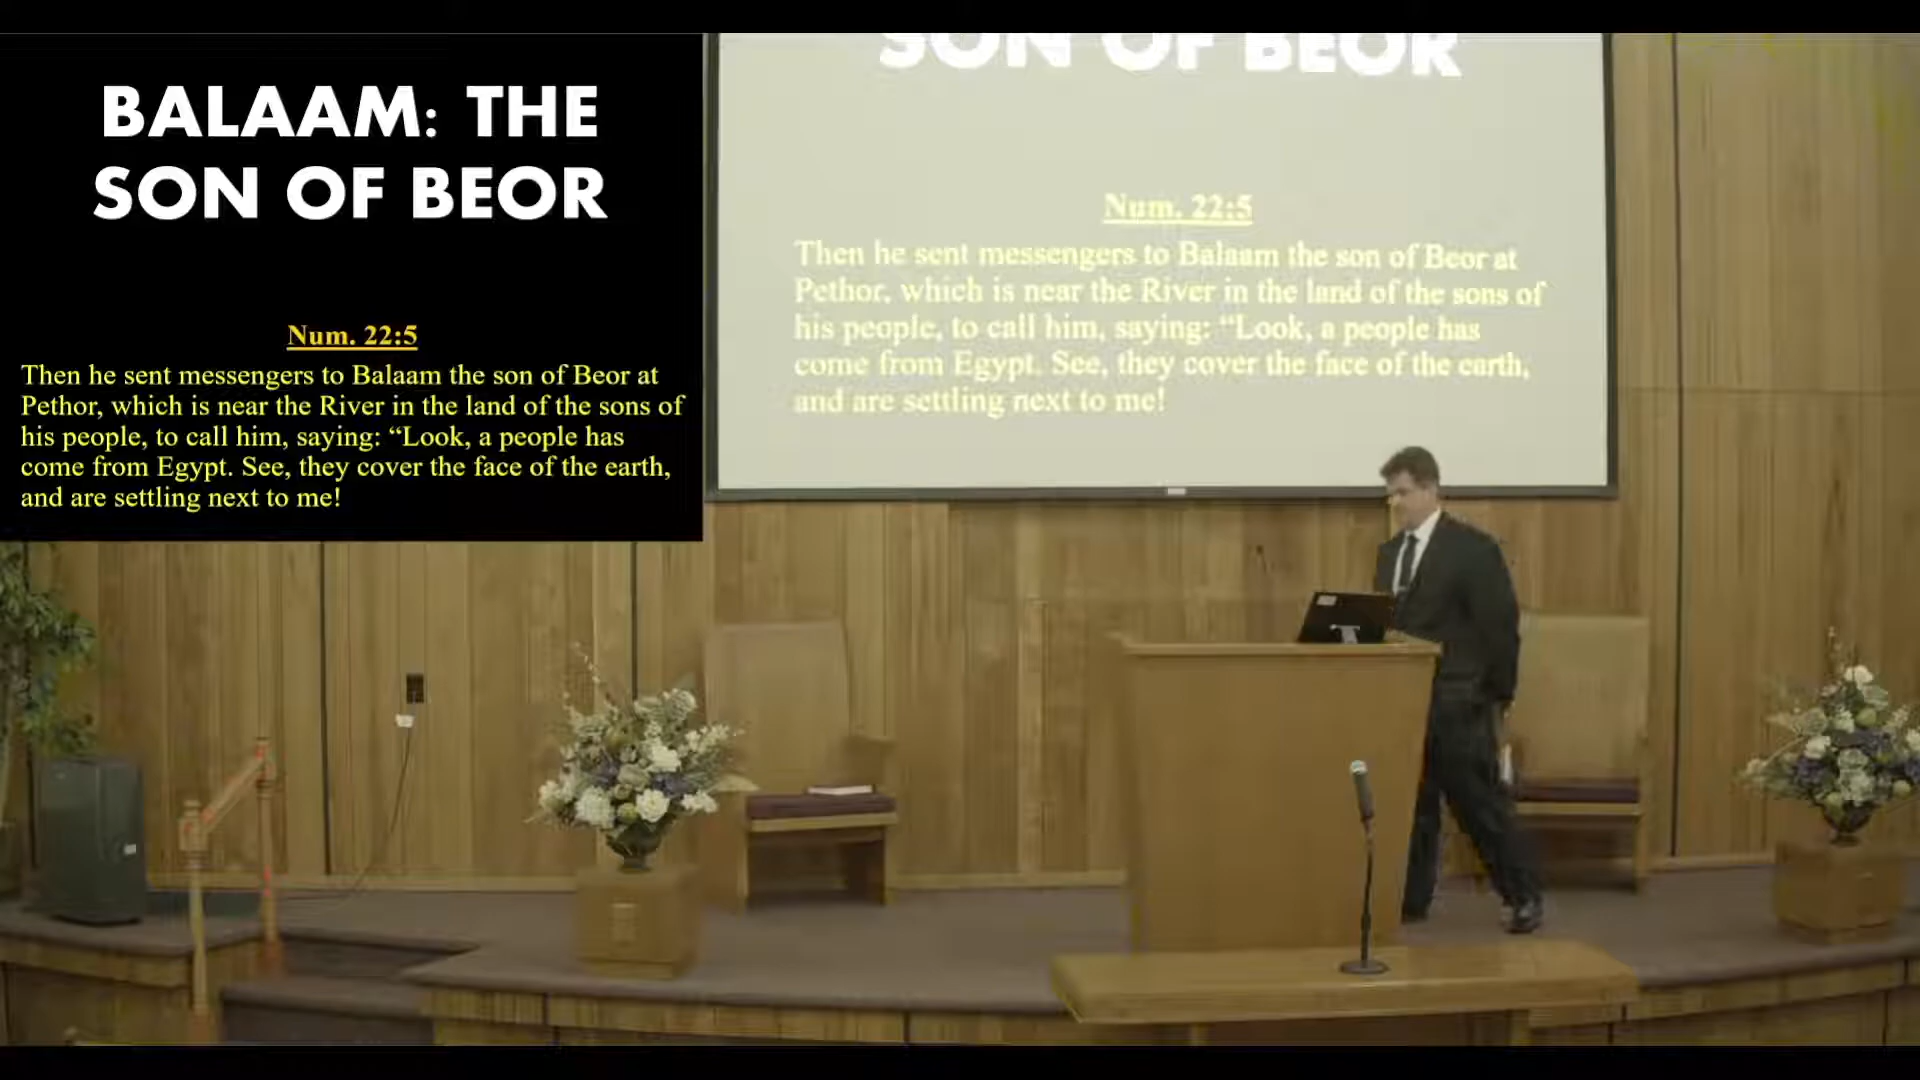 BALAAM: THE
SON OF BEOR
Num. 22:5
Then he sent messengers to Balaam the son of Beor at
Pethor, which is near the River in the land of the sons of
his people, to call him, saying: “Look, a people has
come from Egypt. See, they cover the face of the earth,
and are settling next to me!
SON OF BEOR
Num. 22:5
Then he sent messengers to Balaam the son of Beor at
Pethor, which is near the River in the land of the sons of
his people, to call him, saying: “Look, a people has
come from Egypt. See, they cover the face of the earth,
and are settling next to me!